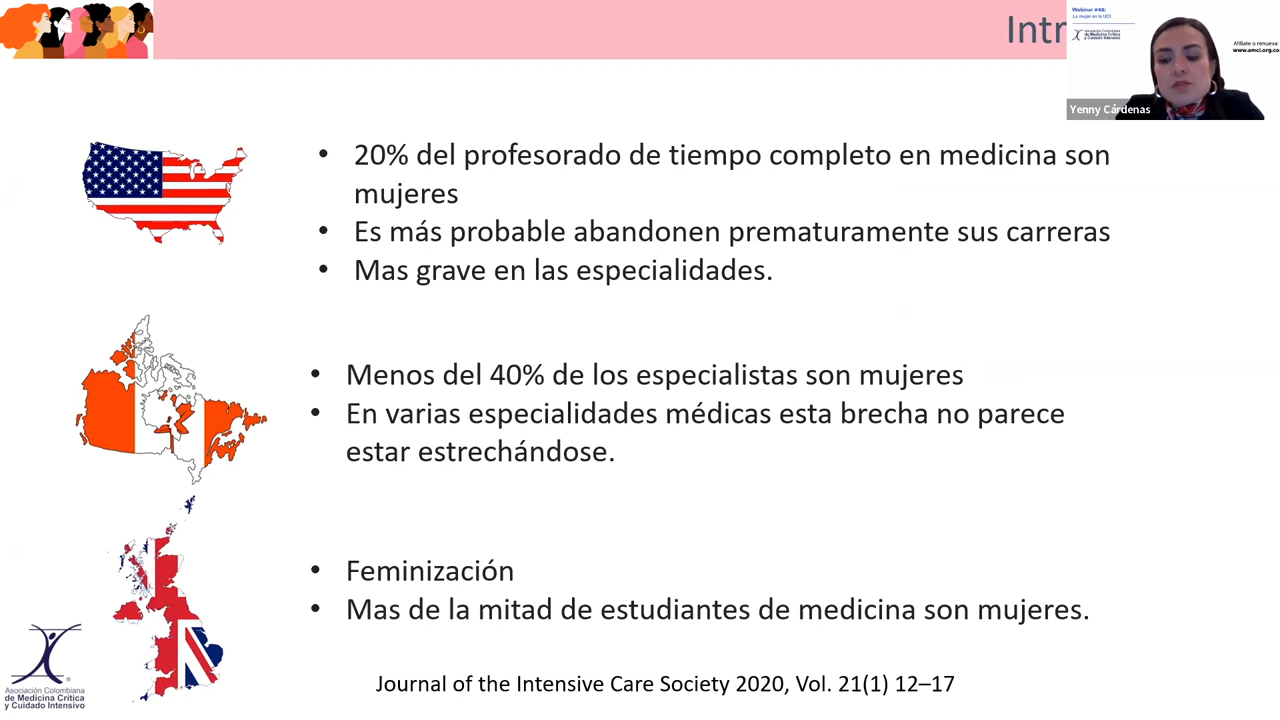 Intr
Webinar #48:
La mujer en la UCI
Asociación Colombiana
de Medicina Crítica
y Cuidado Intensivo
Afíliate o renueva:
www.amci.org.co
Yenny Cárdenas
• 20% del profesorado de tiempo completo en medicina son
mujeres
• Es más probable abandonen prematuramente sus carreras
• Mas grave en las especialidades.
• Menos del 40% de los especialistas son mujeres
• En varias especialidades médicas esta brecha no parece
estar estrechándose.
• Feminización
• Mas de la mitad de estudiantes de medicina son mujeres.
Asociación Colombiana
de Medicina Crítica
y Cuidado Intensivo
Journal of the Intensive Care Society 2020, Vol. 21(1) 12–17